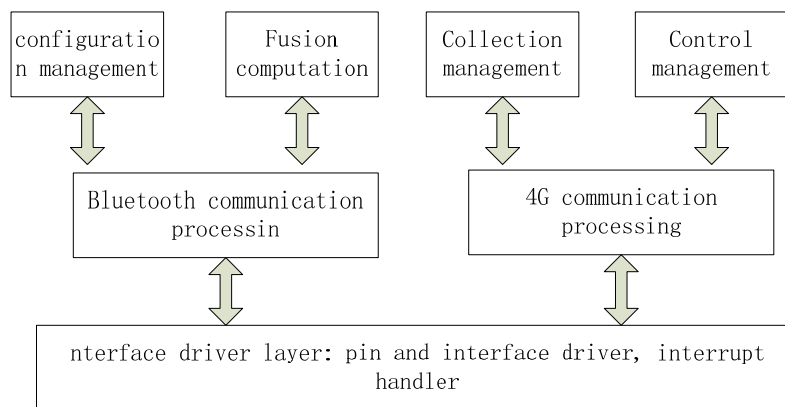 configuratio
n management
Fusion
computation
Collection
management
Control
management
Bluetooth communication
processin
4G communication
processing
nterface driver layer: pin and interface driver, interrupt
handler